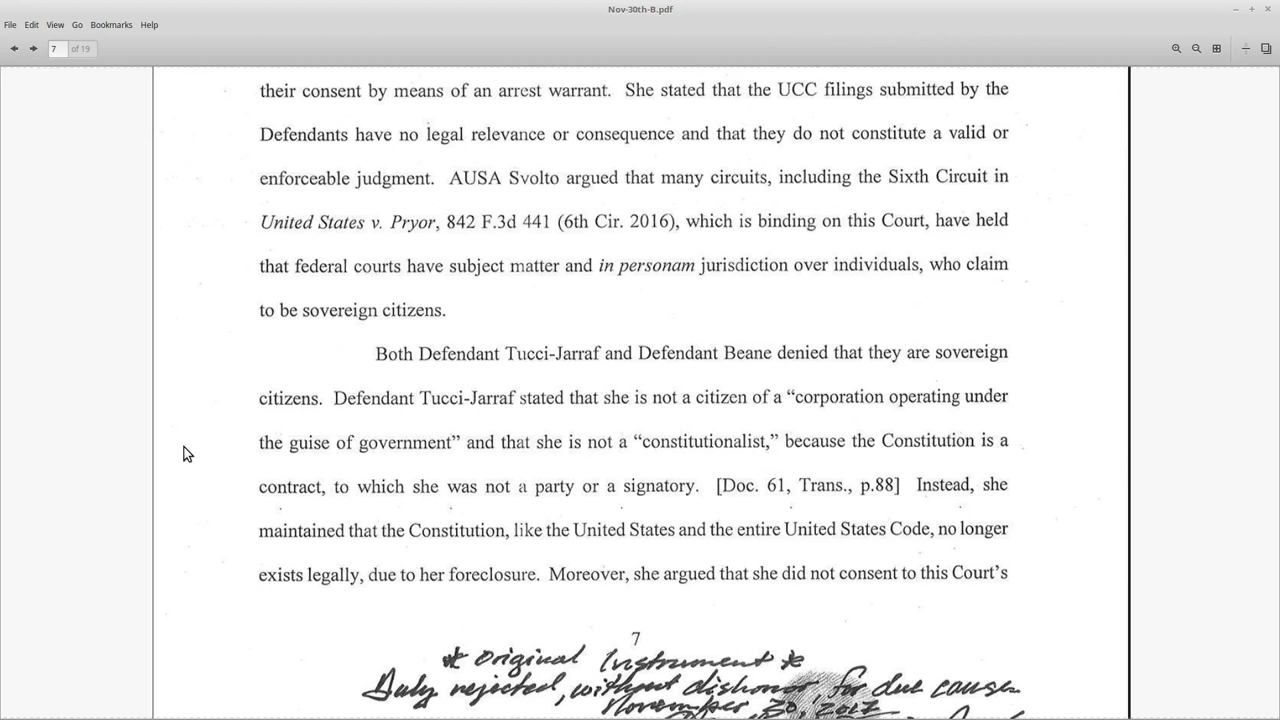 Nov-30th-B.pdf
File Edit View Go Bookmarks Help
7 of 19
their consent by means of an arrest warrant. She stated that the UCC filings submitted by the
Defendants have no legal relevance or consequence and that they do not constitute a valid or
enforceable judgment. AUSA Svolto argued that many circuits, including the Sixth Circuit in
United States v. Pryor, 842 F.3d 441 (6th Cir. 2016), which is binding on this Court, have held
that federal courts have subject matter and in personam jurisdiction over individuals, who claim
to be sovereign citizens.
Both Defendant Tucci-Jarraf and Defendant Beane denied that they are sovereign
citizens. Defendant Tucci-Jarraf stated that she is not a citizen of a “corporation operating under
the guise of government” and that she is not a “constitutionalist,” because the Constitution is a
contract, to which she was not a party or a signatory. [Doc. 61, Trans., p.88] Instead, she
maintained that the Constitution, like the United States and the entire United States Code, no longer
exists legally, due to her foreclosure. Moreover, she argued that she did not consent to this Court’s
7
* Original Instrument *
Duly rejected, without dishonor, for due cause
November 30, 2017